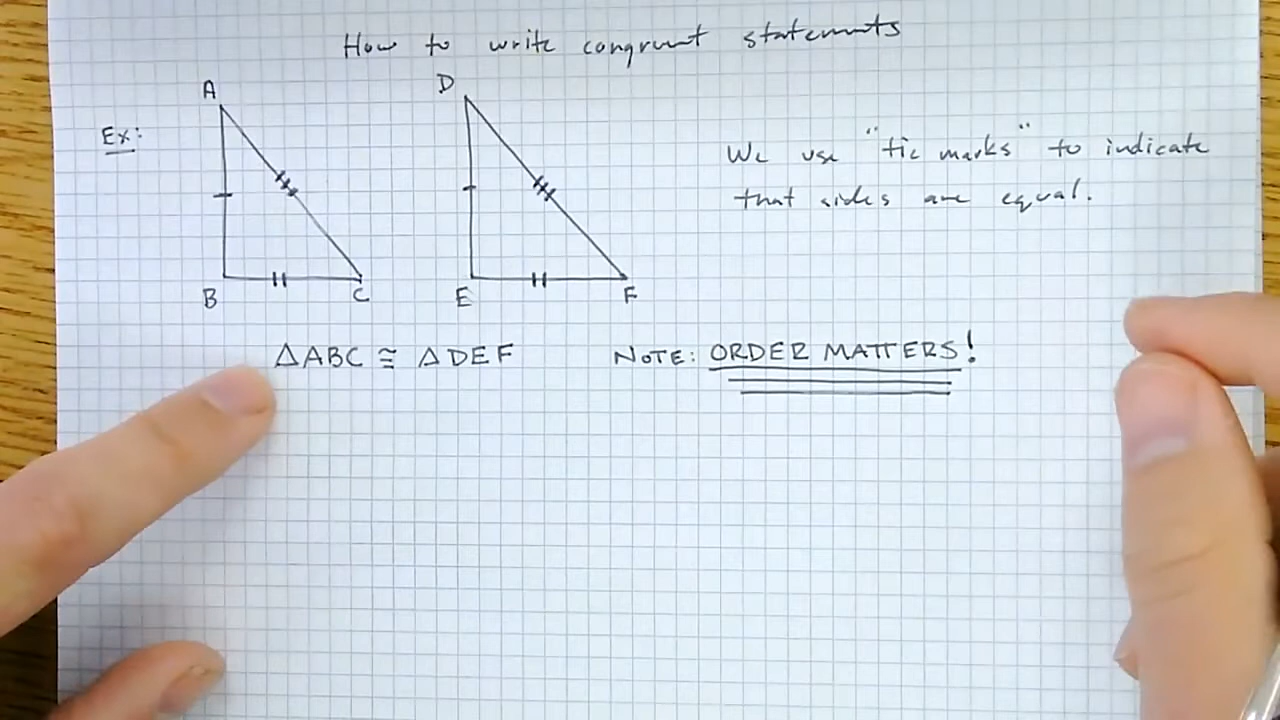 How to write congruent statements
Ex:
A
D
B
C
E
F
We use "tic marks" to indicate
that sides are equal.
△ABC ≅ △DEF
NOTE: ORDER MATTERS!